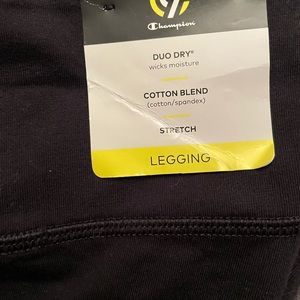 Champion
DUO DRY®
wicks moisture
COTTON BLEND
(cotton/spandex)
STRETCH
LEGGING